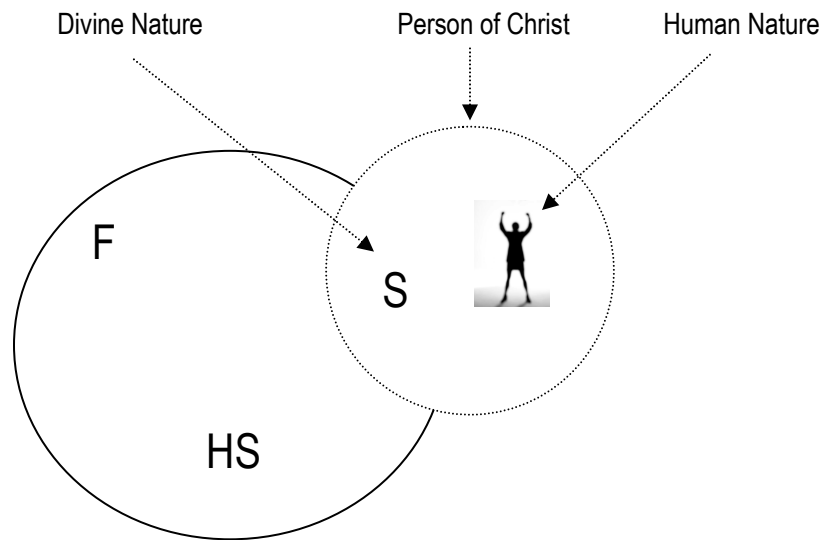 Divine Nature
Person of Christ
Human Nature
F
S
HS